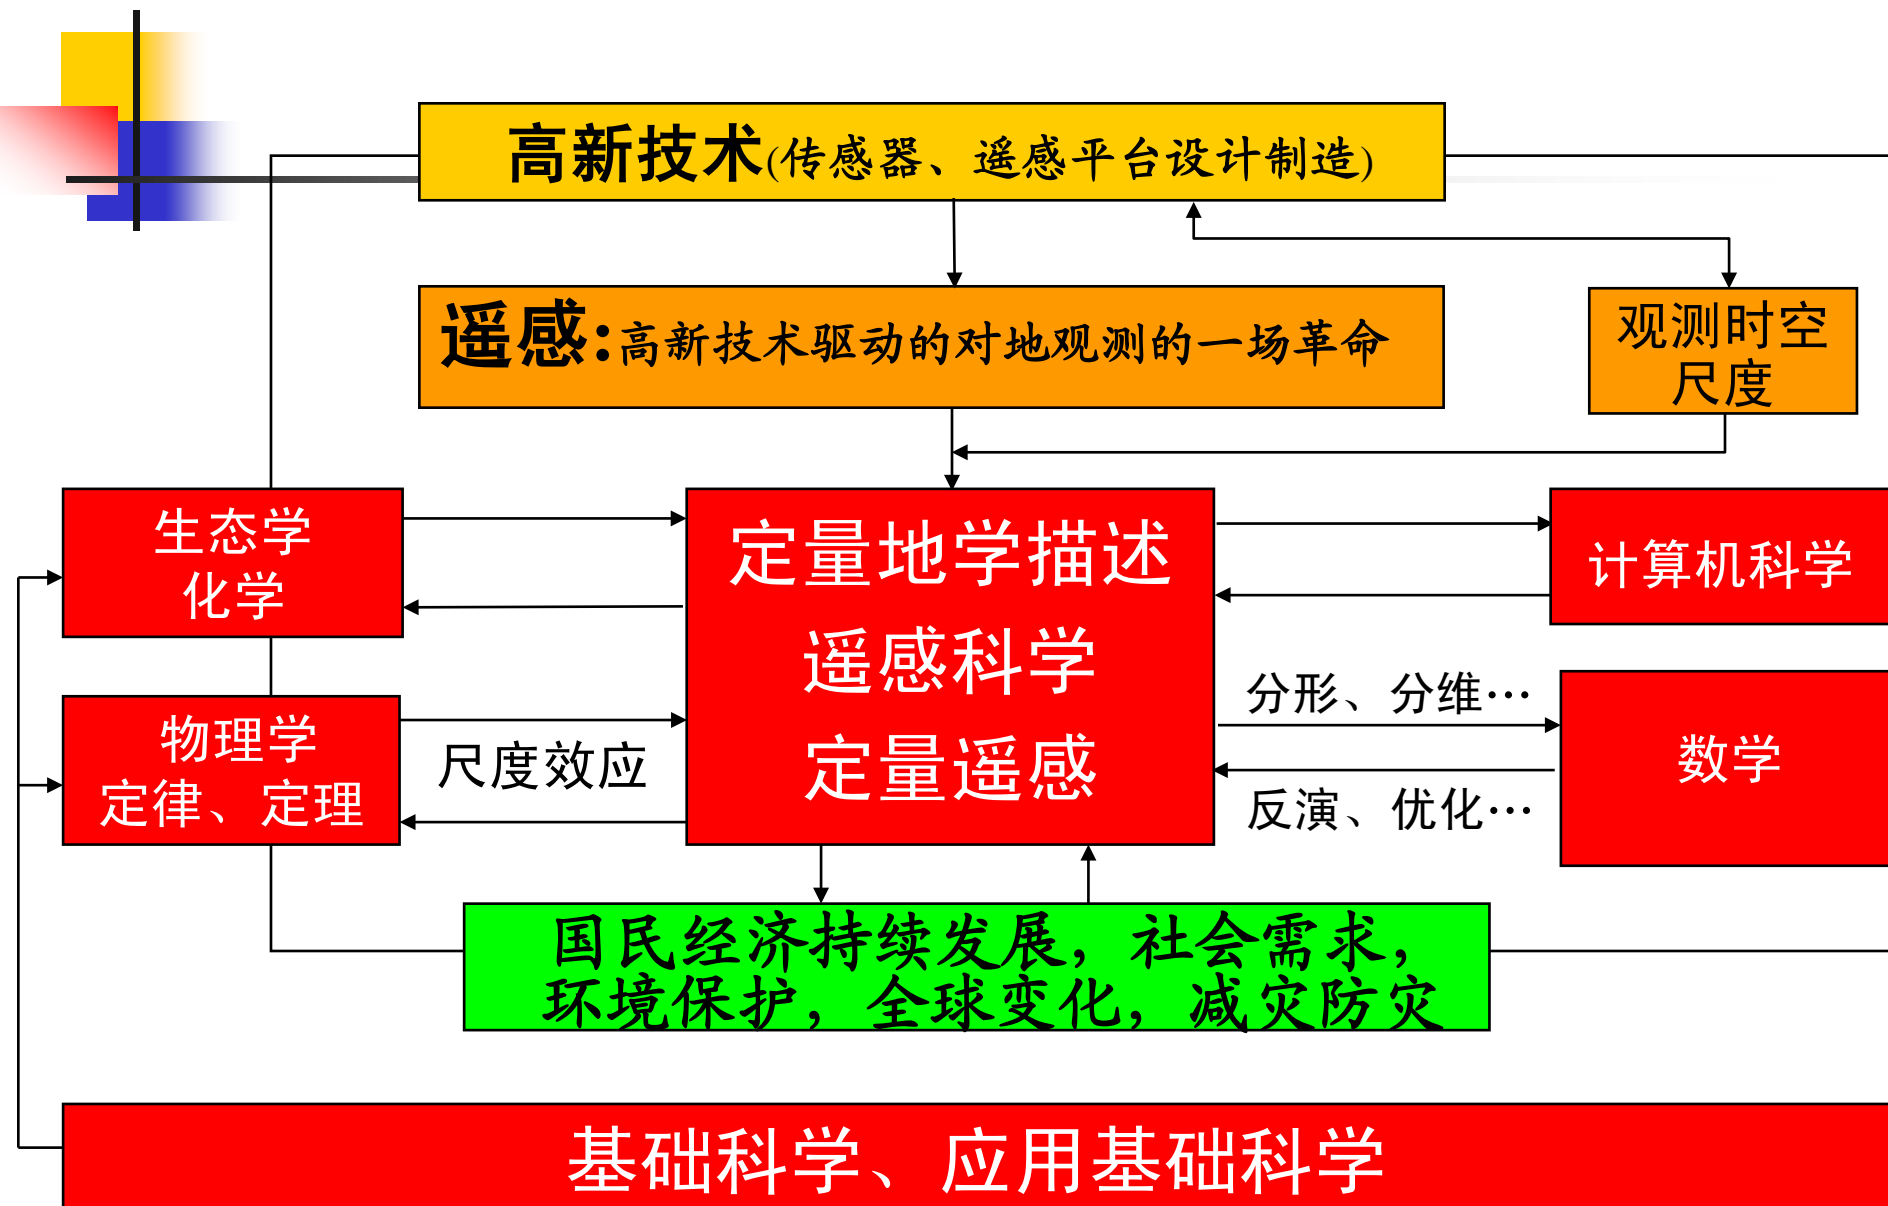 高新技术(传感器、遥感平台设计制造)
遥感:高新技术驱动的对地观测的一场革命
观测时空
尺度
生态学
化学
定量地学描述
遥感科学
定量遥感
计算机科学
物理学
定律、定理
尺度效应
分形、分维…
反演、优化…
数学
国民经济持续发展，社会需求，
环境保护，全球变化，减灾防灾
基础科学、应用基础科学